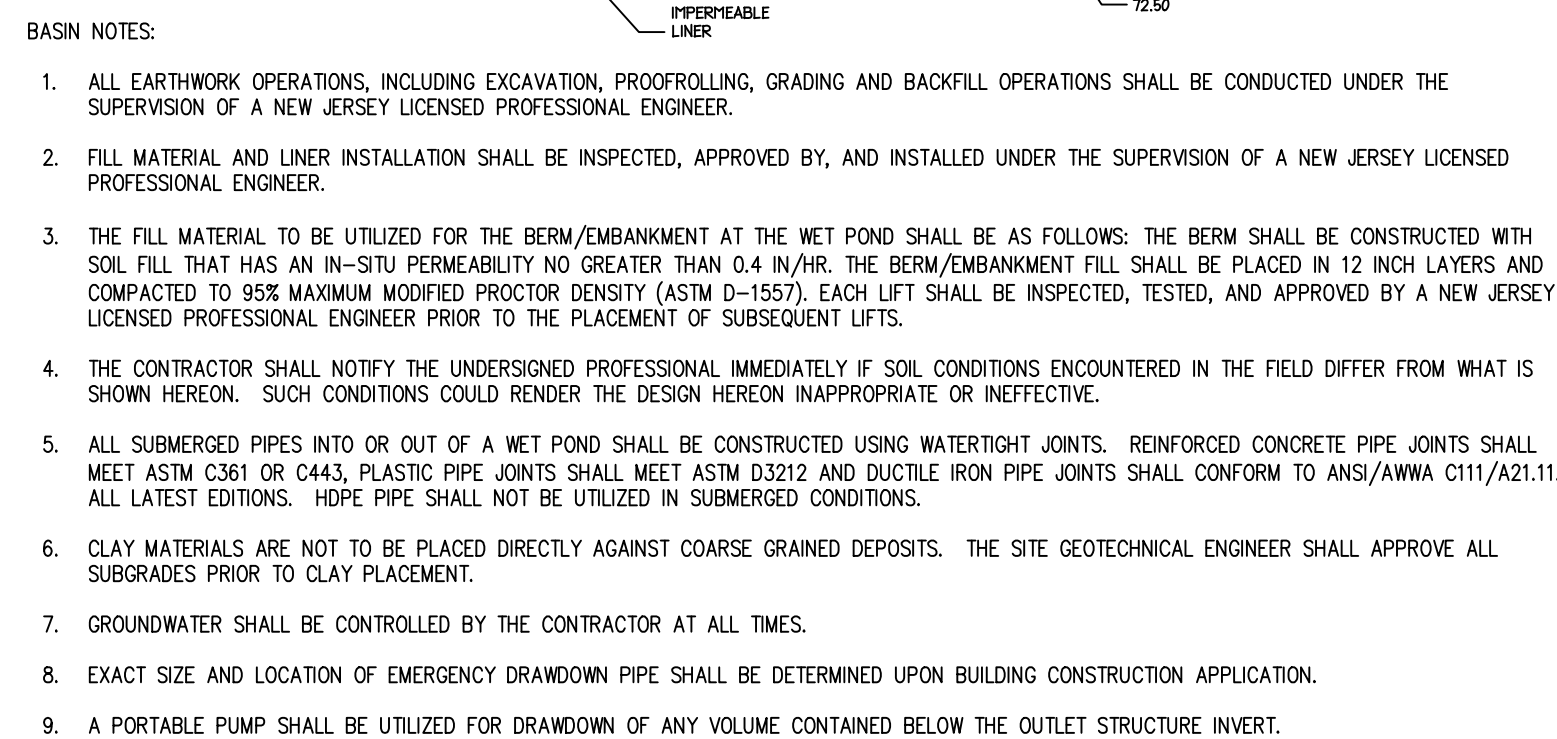 IMPERMEABLE
LINER
72.50
BASIN NOTES:
1. ALL EARTHWORK OPERATIONS, INCLUDING EXCAVATION, PROOFROLLING, GRADING AND BACKFILL OPERATIONS SHALL BE CONDUCTED UNDER THE
SUPERVISION OF A NEW JERSEY LICENSED PROFESSIONAL ENGINEER.
2. FILL MATERIAL AND LINER INSTALLATION SHALL BE INSPECTED, APPROVED BY, AND INSTALLED UNDER THE SUPERVISION OF A NEW JERSEY LICENSED
PROFESSIONAL ENGINEER.
3. THE FILL MATERIAL TO BE UTILIZED FOR THE BERM/EMBANKMENT AT THE WET POND SHALL BE AS FOLLOWS: THE BERM SHALL BE CONSTRUCTED WITH
SOIL FILL THAT HAS AN IN-SITU PERMEABILITY NO GREATER THAN 0.4 IN/HR. THE BERM/EMBANKMENT FILL SHALL BE PLACED IN 12 INCH LAYERS AND
COMPACTED TO 95% MAXIMUM MODIFIED PROCTOR DENSITY (ASTM D-1557). EACH LIFT SHALL BE INSPECTED, TESTED, AND APPROVED BY A NEW JERSEY
LICENSED PROFESSIONAL ENGINEER PRIOR TO THE PLACEMENT OF SUBSEQUENT LIFTS.
4. THE CONTRACTOR SHALL NOTIFY THE UNDERSIGNED PROFESSIONAL IMMEDIATELY IF SOIL CONDITIONS ENCOUNTERED IN THE FIELD DIFFER FROM WHAT IS
SHOWN HEREON. SUCH CONDITIONS COULD RENDER THE DESIGN HEREON INAPPROPRIATE OR INEFFECTIVE.
5. ALL SUBMERGED PIPES INTO OR OUT OF A WET POND SHALL BE CONSTRUCTED USING WATERTIGHT JOINTS. REINFORCED CONCRETE PIPE JOINTS SHALL
MEET ASTM C361 OR C443, PLASTIC PIPE JOINTS SHALL MEET ASTM D3212 AND DUCTILE IRON PIPE JOINTS SHALL CONFORM TO ANSI/AWWA C111/A21.11.
ALL LATEST EDITIONS. HDPE PIPE SHALL NOT BE UTILIZED IN SUBMERGED CONDITIONS.
6. CLAY MATERIALS ARE NOT TO BE PLACED DIRECTLY AGAINST COARSE GRAINED DEPOSITS. THE SITE GEOTECHNICAL ENGINEER SHALL APPROVE ALL
SUBGRADES PRIOR TO CLAY PLACEMENT.
7. GROUNDWATER SHALL BE CONTROLLED BY THE CONTRACTOR AT ALL TIMES.
8. EXACT SIZE AND LOCATION OF EMERGENCY DRAWDOWN PIPE SHALL BE DETERMINED UPON BUILDING CONSTRUCTION APPLICATION.
9. A PORTABLE PUMP SHALL BE UTILIZED FOR DRAWDOWN OF ANY VOLUME CONTAINED BELOW THE OUTLET STRUCTURE INVERT.